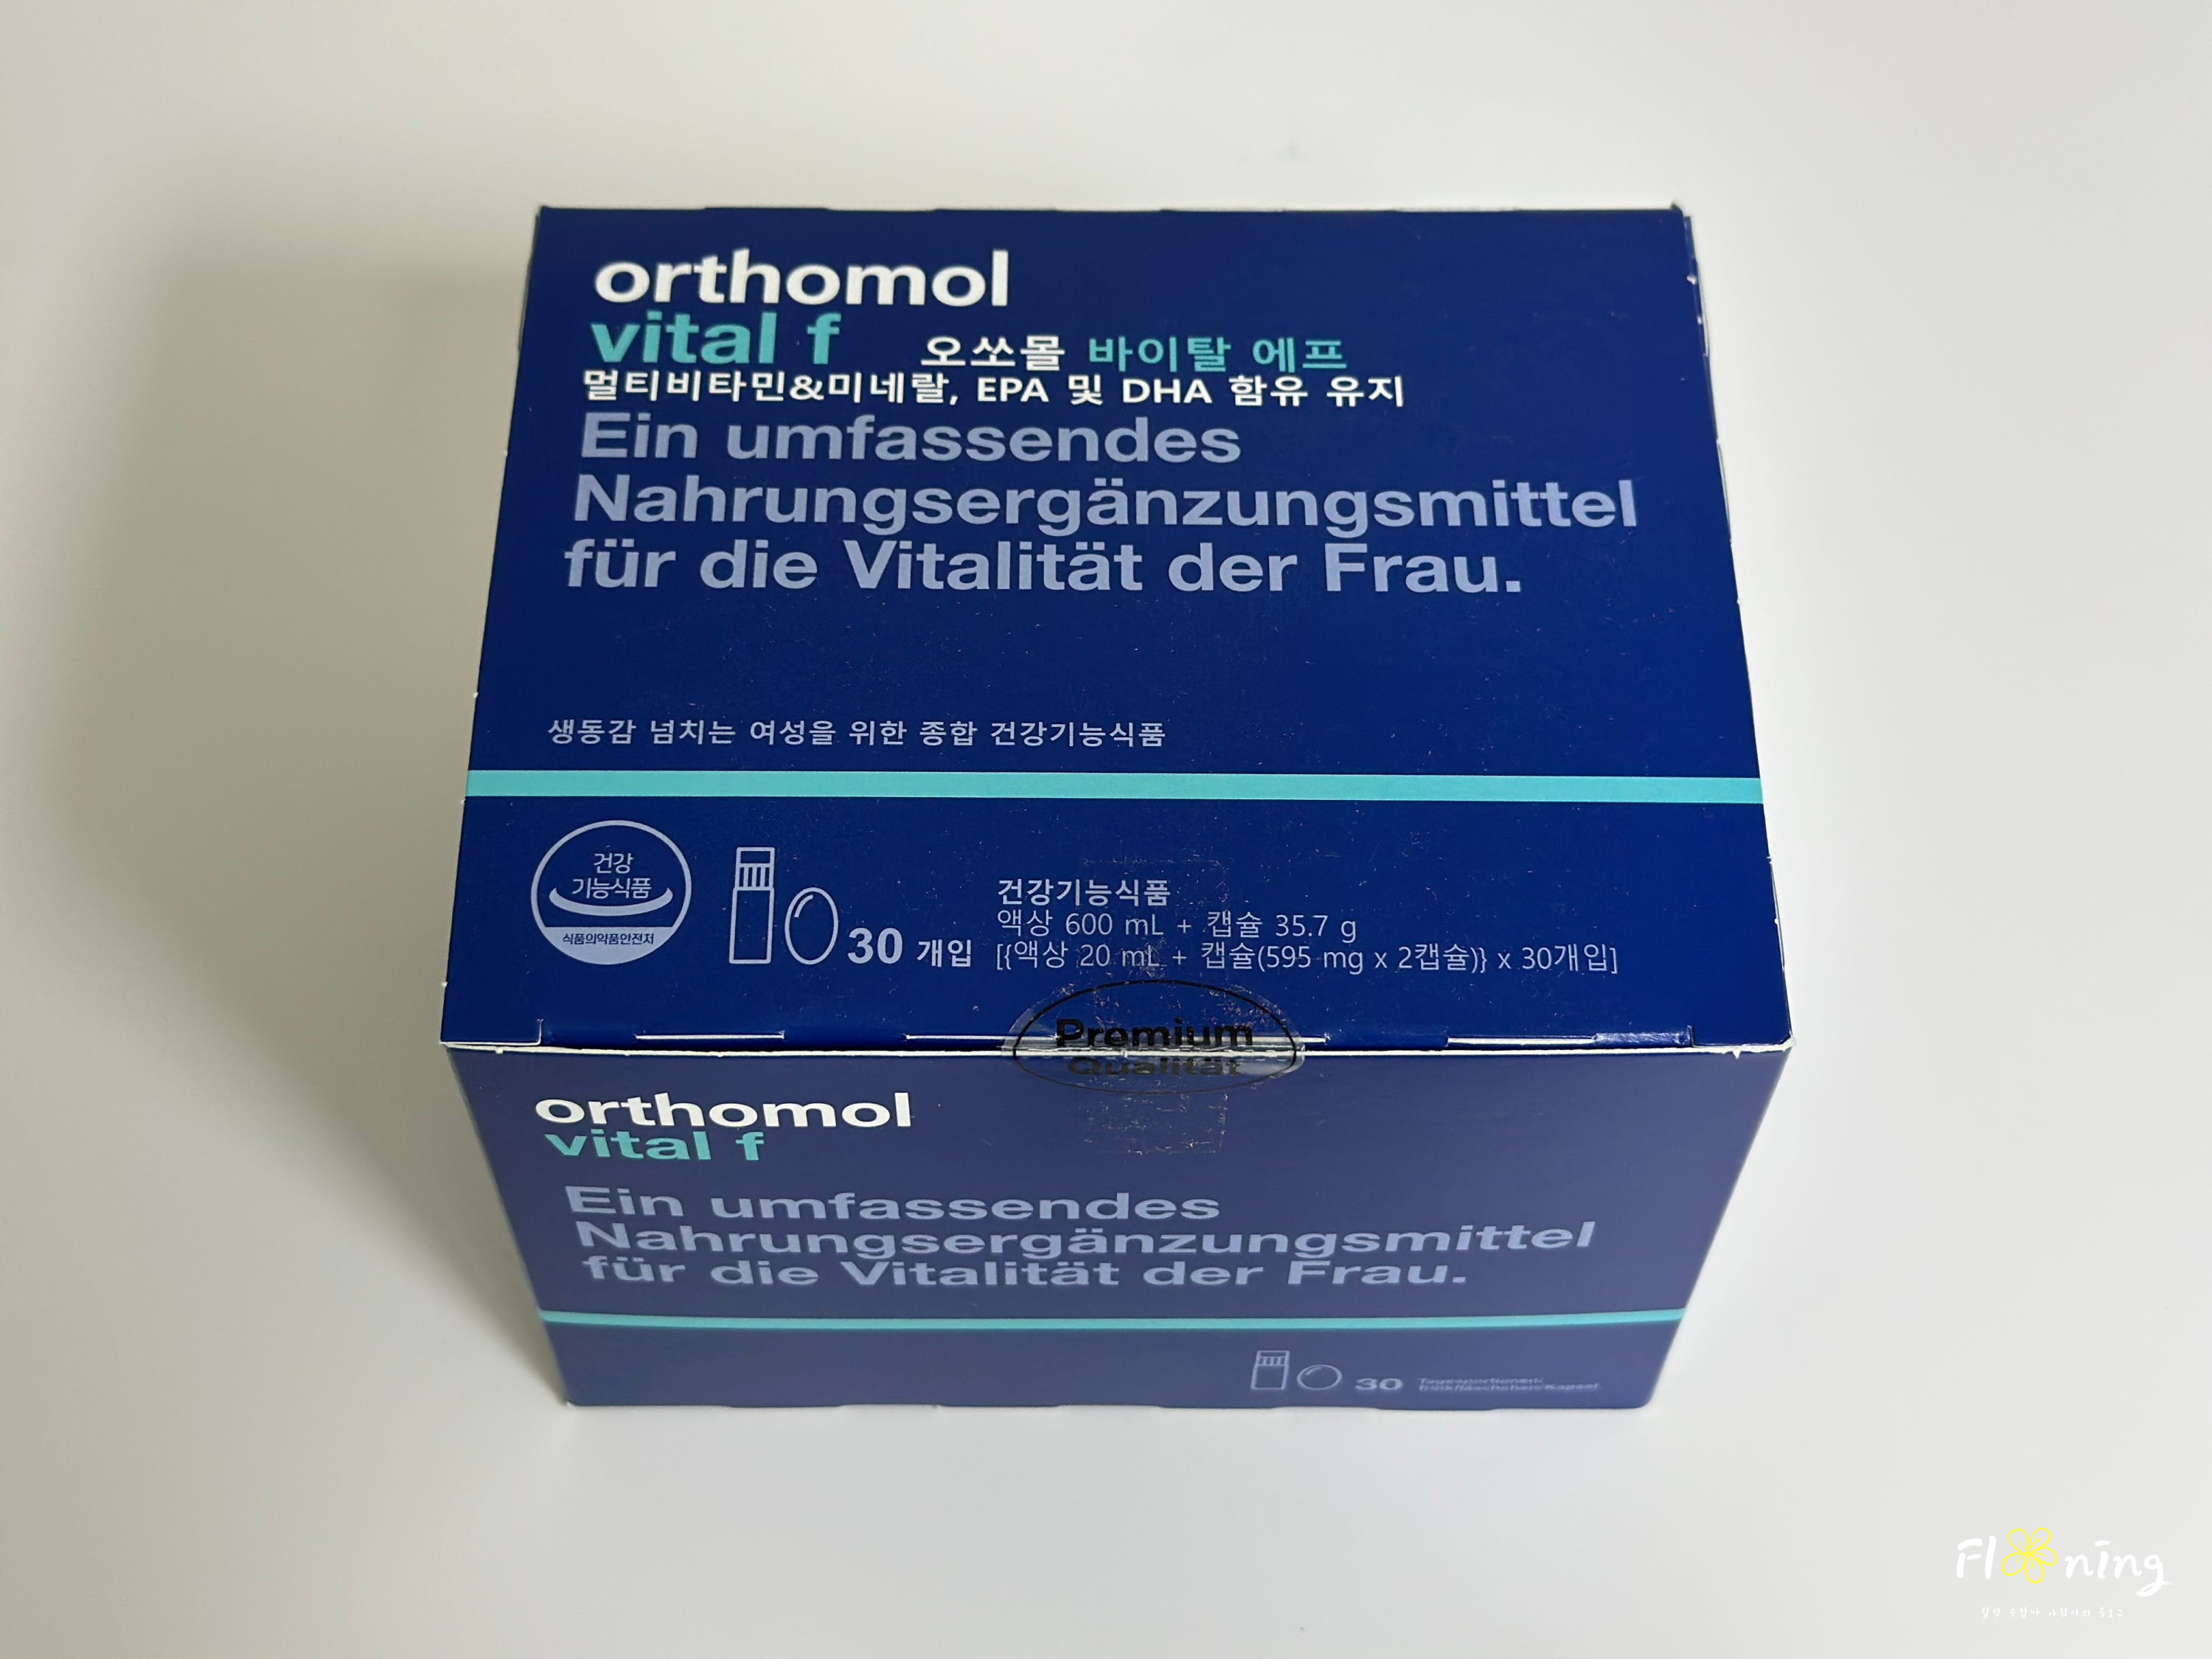 orthomol
vital f 오쏘몰 바이탈 에프
멀티비타민&미네랄, EPA 및 DHA 함유 유지
Ein umfassendes
Nahrungsergänzungsmittel
für die Vitalität der Frau.
생동감 넘치는 여성을 위한 종합 건강기능식품
건강
기능식품
식품의약품안전처
30 개입
건강기능식품
액상 600 mL + 캡슐 35.7 g
[{액상 20 mL + 캡슐(595 mg x 2캡슐)} x 30개입]
Premium
Qualität
orthomol
vital f
Ein umfassendes
Nahrungsergänzungsmittel
für die Vitalität der Frau.
30 Tagesportionen:
Trinkfläschchen/Kapsel
Flooning